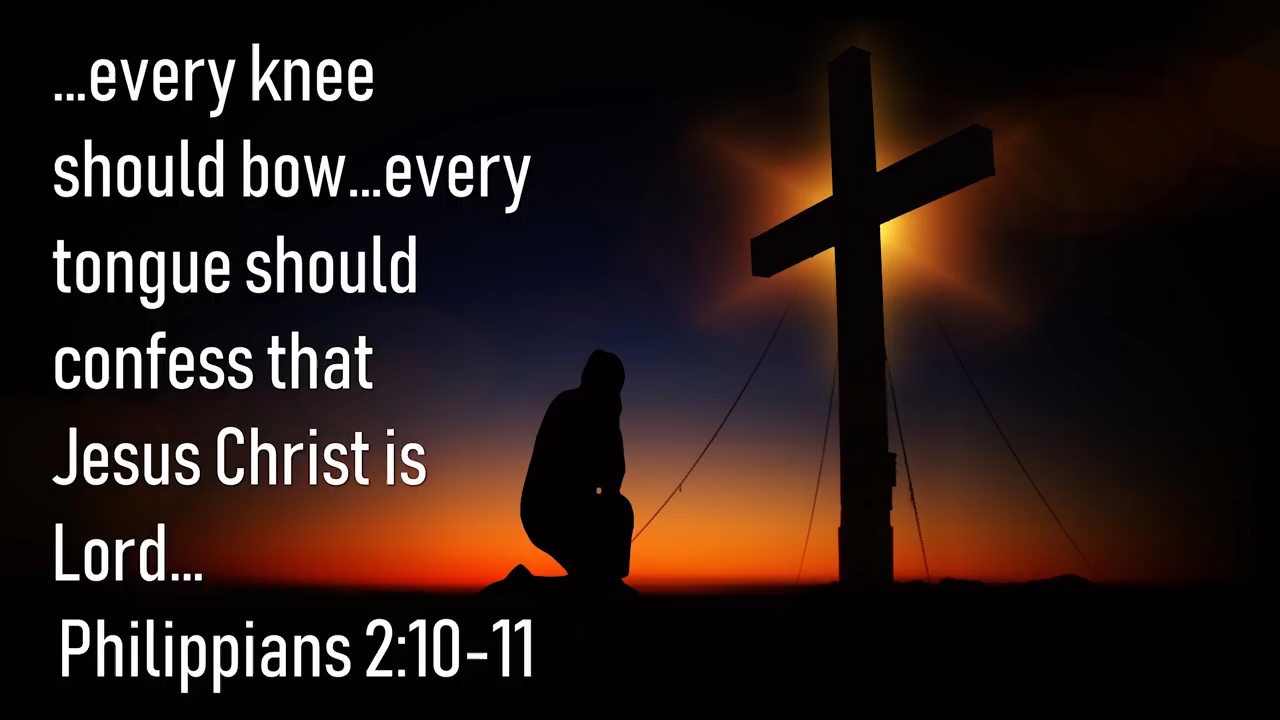 ...every knee
should bow...every
tongue should
confess that
Jesus Christ is
Lord...
Philippians 2:10-11